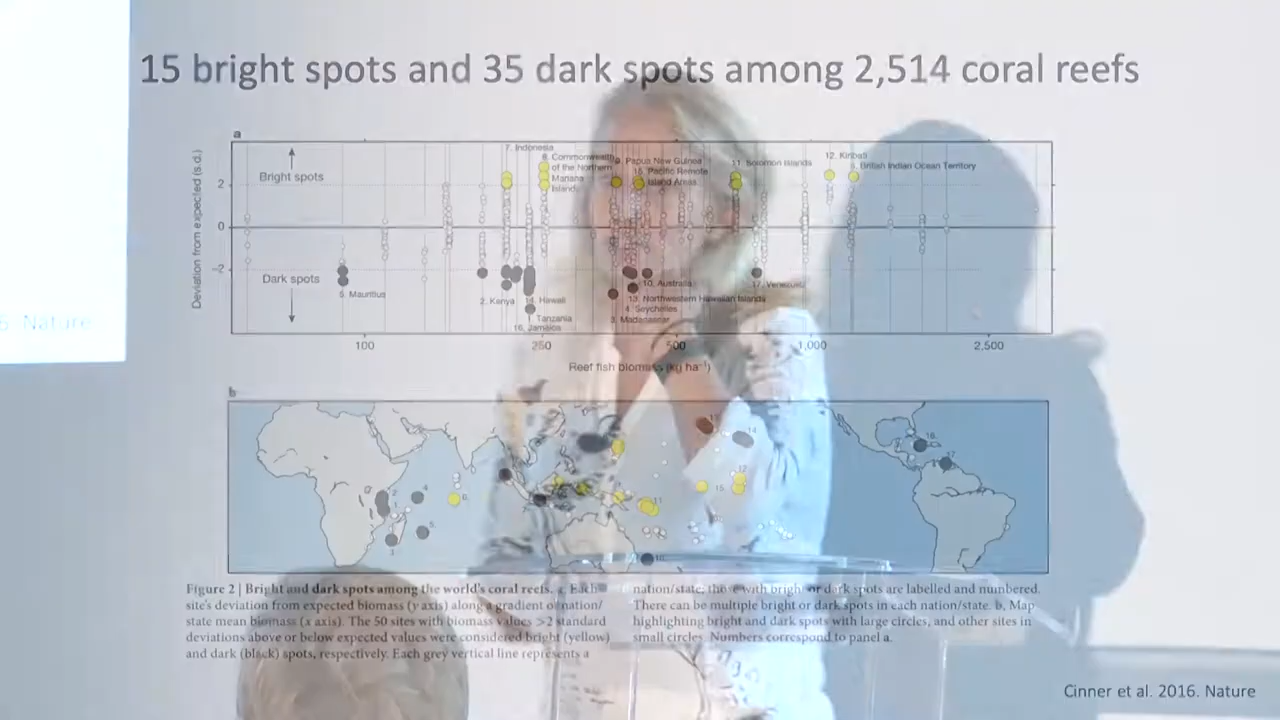 15 bright spots and 35 dark spots among 2,514 coral reefs
a
Deviation from expected (s.d.)
Bright spots
Dark spots
2
0
−2
7. Indonesia
8. Commonwealth
of the Northern
Mariana
Islands
9. Papua New Guinea
15. Pacific Remote
Island Areas
11. Solomon Islands
12. Kiribati
British Indian Ocean Territory
5. Mauritius
2. Kenya
14. Hawaii
Tanzania
16. Jamaica
10. Australia
13. Northwestern Hawaiian Islands
4. Seychelles
3. Madagascar
17. Venezuela
100
250
500
1,000
2,500
Reef fish biomass (kg ha⁻¹)
5. Nature
b
Figure 2 | Bright and dark spots among the world's coral reefs. a, Each
site's deviation from expected biomass (y axis) along a gradient of nation/
state mean biomass (x axis). The 50 sites with biomass values >2 standard
deviations above or below expected values were considered bright (yellow)
and dark (black) spots, respectively. Each grey vertical line represents a
nation/state; those with bright or dark spots are labelled and numbered.
There can be multiple bright or dark spots in each nation/state. b, Map
highlighting bright and dark spots with large circles, and other sites in
small circles. Numbers correspond to panel a.
Cinner et al. 2016. Nature